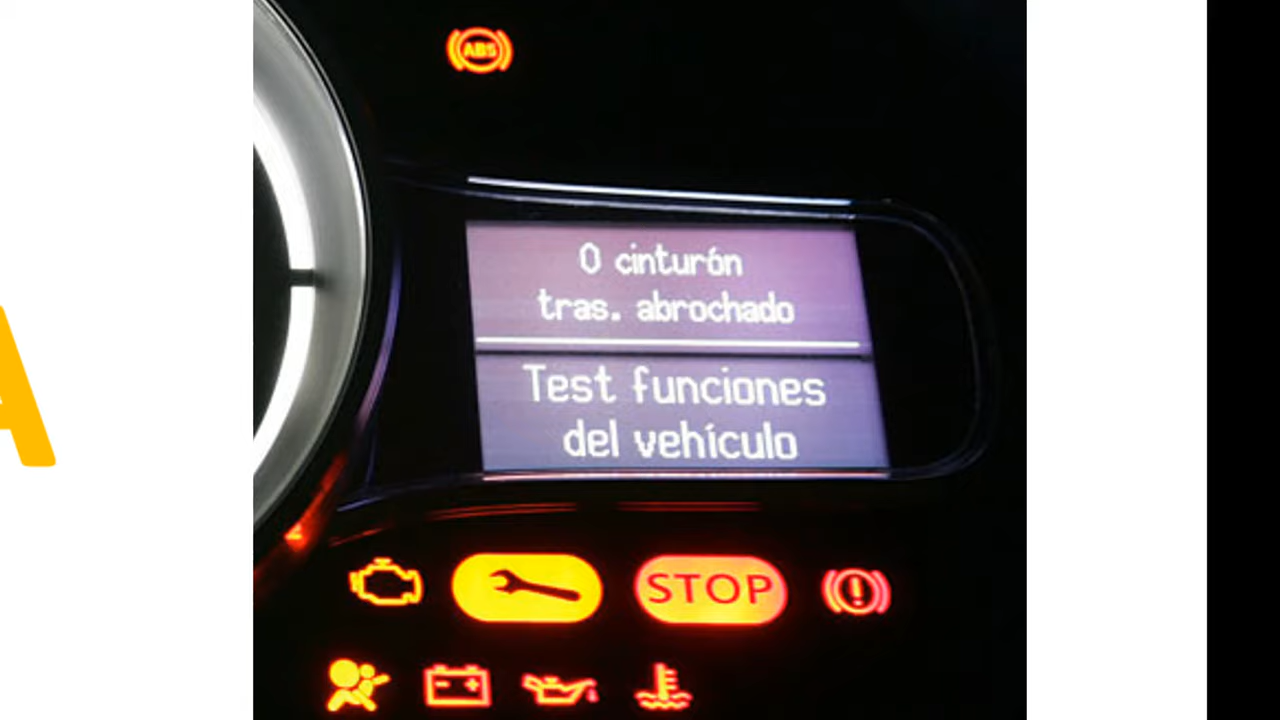 A
ABS
0 cinturón
tras. abrochado
Test funciones
del vehículo
STOP